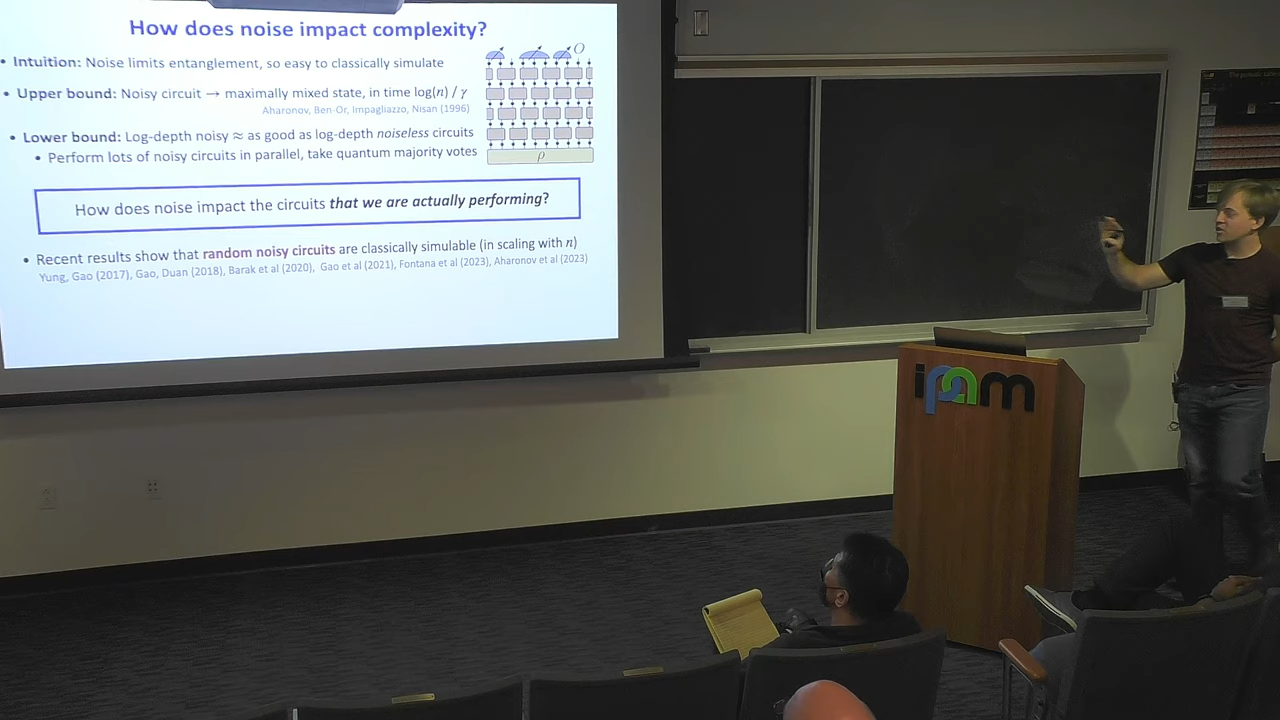 How does noise impact complexity?
• Intuition: Noise limits entanglement, so easy to classically simulate
• Upper bound: Noisy circuit → maximally mixed state, in time log(n) / γ
Aharonov, Ben-Or, Impagliazzo, Nisan (1996)
• Lower bound: Log-depth noisy ≈ as good as log-depth noiseless circuits
• Perform lots of noisy circuits in parallel, take quantum majority votes
O
ρ
How does noise impact the circuits that we are actually performing?
• Recent results show that random noisy circuits are classically simulable (in scaling with n)
Yung, Gao (2017), Gao, Duan (2018), Barak et al (2020), Gao et al (2021), Fontana et al (2023), Aharonov et al (2023)
ipam